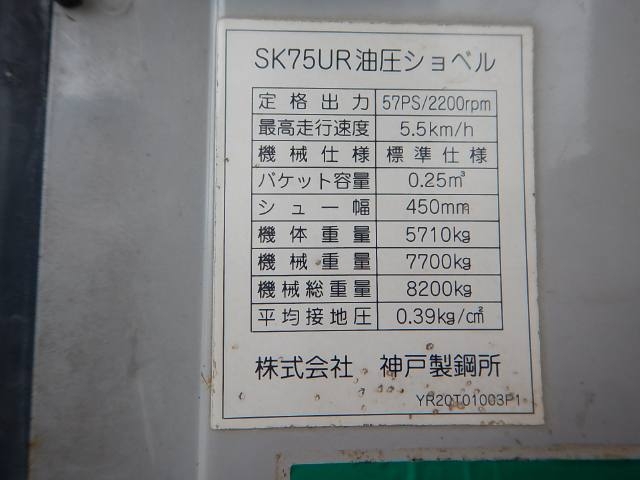 SK75UR油圧ショベル
定格出力 57PS/2200rpm
最高走行速度 5.5km/h
機械仕様 標準仕様
バケット容量 0.25㎥
シュー幅 450mm
機体重量 5710kg
機械重量 7700kg
機械総重量 8200kg
平均接地圧 0.39kg/c㎡
株式会社 神戸製鋼所
YR20T01003P1